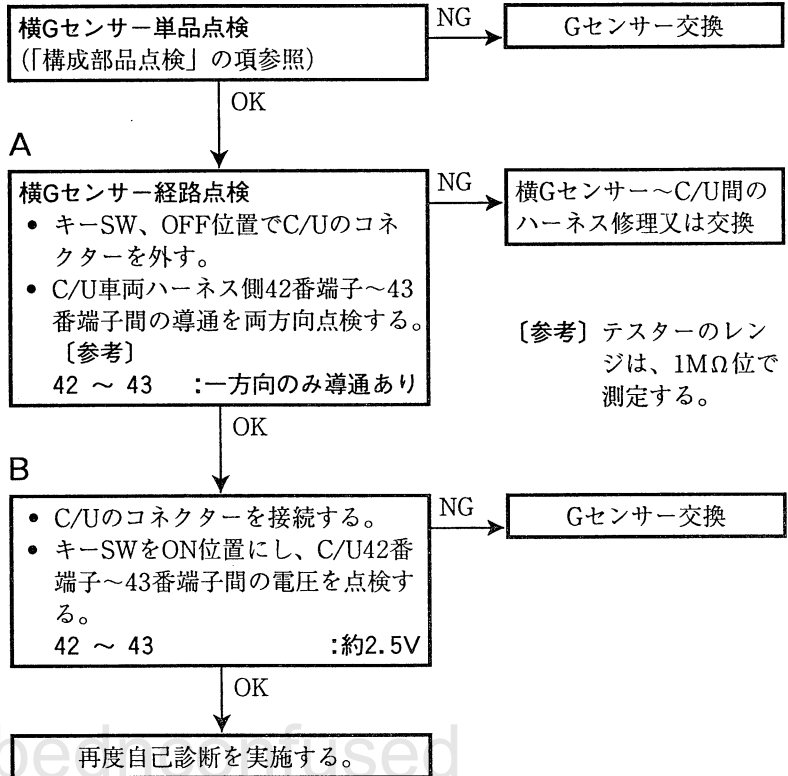 横Gセンサー単品点検
(「構成部品点検」の項参照)
NG
Gセンサー交換
OK
A
横Gセンサー経路点検
• キーSW、OFF位置でC/Uのコネ
クターを外す。
• C/U車両ハーネス側42番端子～43
番端子間の導通を両方向点検する。
〔参考〕
42 ～ 43 :一方向のみ導通あり
NG
横Gセンサー～C/U間の
ハーネス修理又は交換
〔参考〕テスターのレン
ジは、1MΩ位で
測定する。
OK
B
• C/Uのコネクターを接続する。
• キーSWをON位置にし、C/U42番
端子～43番端子間の電圧を点検す
る。
42 ～ 43 :約2.5V
NG
Gセンサー交換
OK
再度自己診断を実施する。